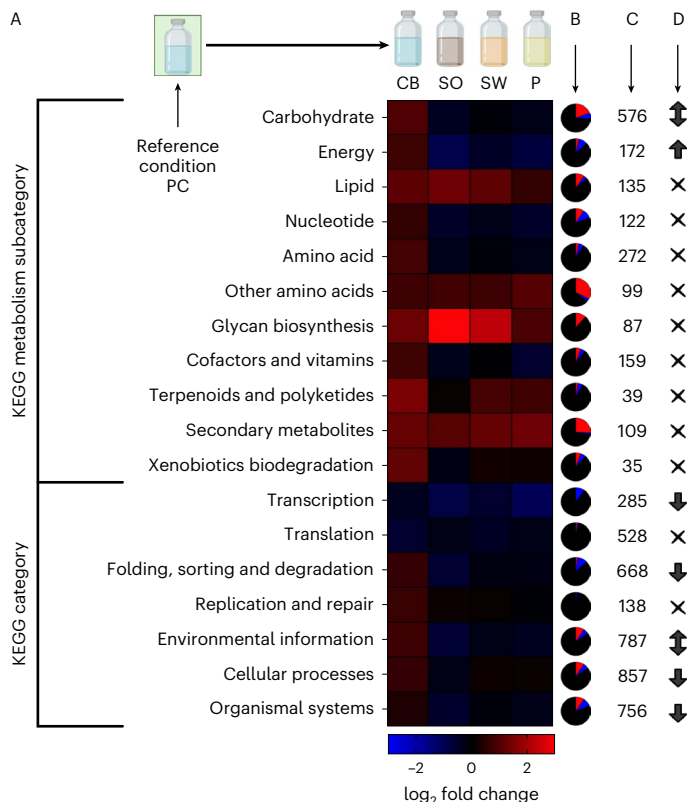 A
B
C
D
CB
SO
SW
P
Reference
condition
PC
KEGG metabolism subcategory
Carbohydrate 576
Energy 172
Lipid 135
Nucleotide 122
Amino acid 272
Other amino acids 99
Glycan biosynthesis 87
Cofactors and vitamins 159
Terpenoids and polyketides 39
Secondary metabolites 109
Xenobiotics biodegradation 35
KEGG category
Transcription 285
Translation 528
Folding, sorting and degradation 668
Replication and repair 138
Environmental information 787
Cellular processes 857
Organismal systems 756
−2 0 2
log₂ fold change